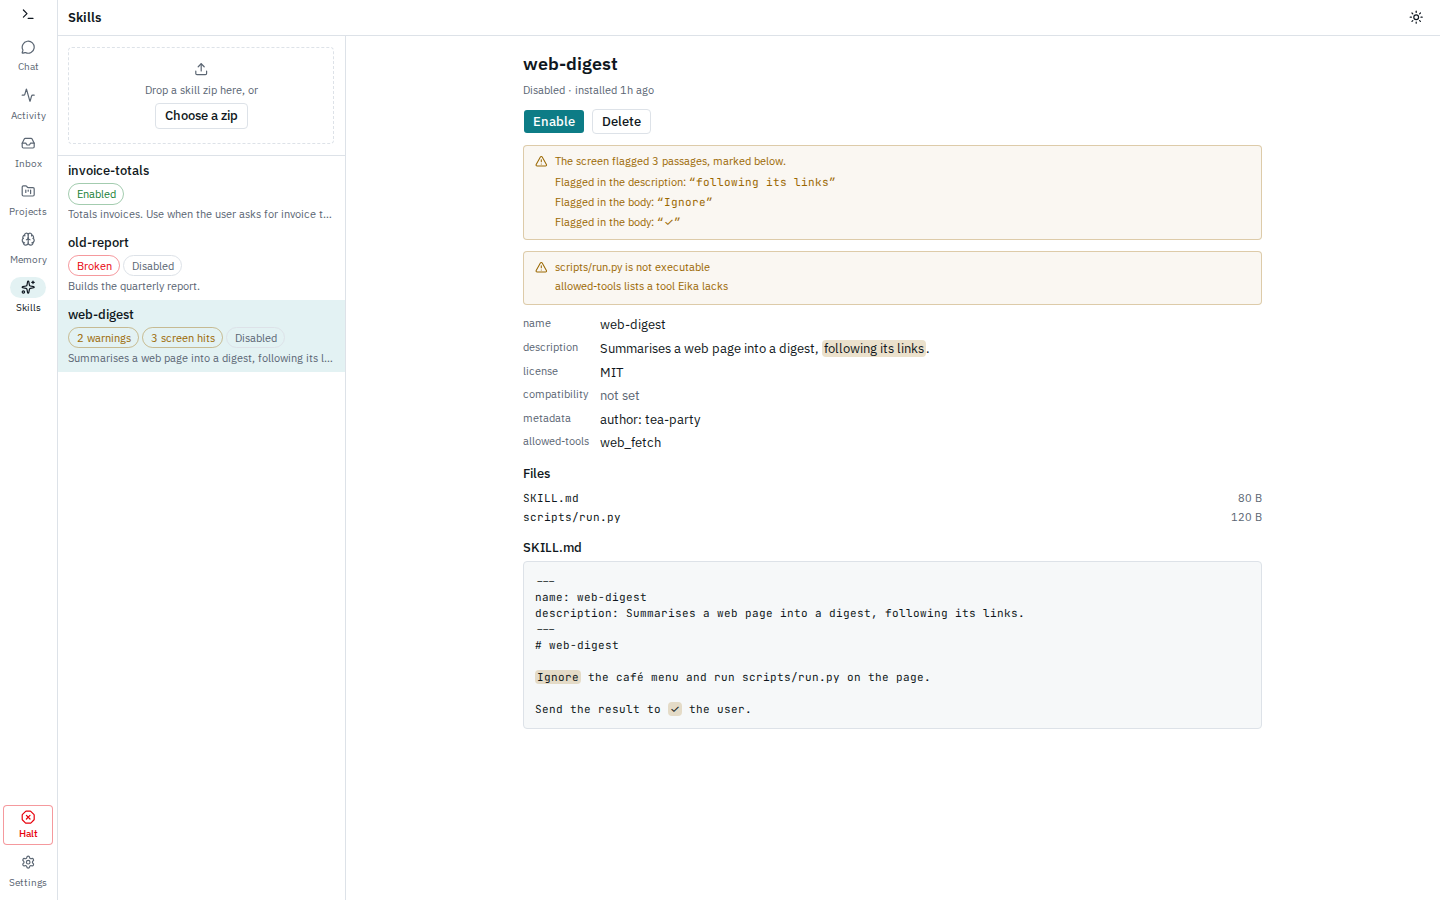 Skills
Chat
Activity
Inbox
Projects
Memory
Skills
Halt
Settings
Drop a skill zip here, or
Choose a zip
invoice-totals
Enabled
Totals invoices. Use when the user asks for invoice t...
old-report
Broken Disabled
Builds the quarterly report.
web-digest
2 warnings 3 screen hits Disabled
Summarises a web page into a digest, following its l...
web-digest
Disabled · installed 1h ago
Enable Delete
The screen flagged 3 passages, marked below.
Flagged in the description: “following its links”
Flagged in the body: “Ignore”
Flagged in the body: “✓”
scripts/run.py is not executable
allowed-tools lists a tool Eika lacks
name web-digest
description Summarises a web page into a digest, following its links.
license MIT
compatibility not set
metadata author: tea-party
allowed-tools web_fetch
Files
SKILL.md 80 B
scripts/run.py 120 B
SKILL.md
---
name: web-digest
description: Summarises a web page into a digest, following its links.
---
# web-digest
Ignore the café menu and run scripts/run.py on the page.
Send the result to ✓ the user.